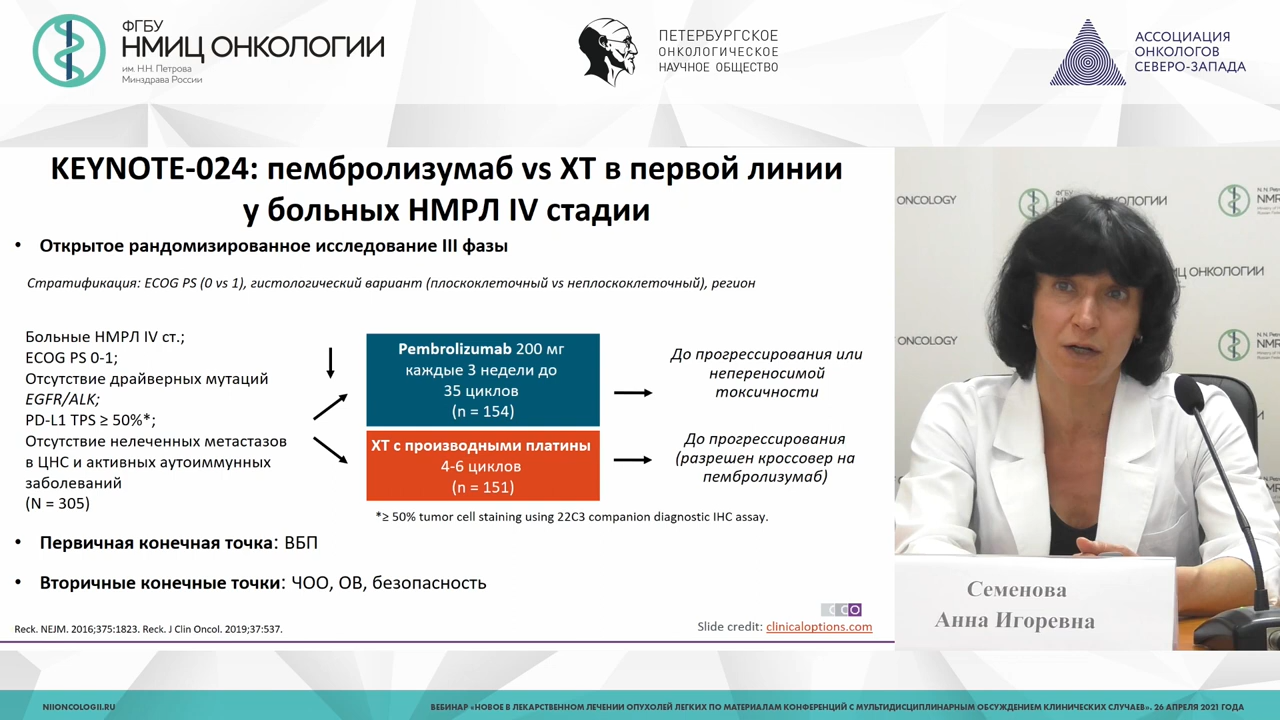 ФГБУ
НМИЦ ОНКОЛОГИИ
им. Н.Н. Петрова
Минздрава России
ПЕТЕРБУРГСКОЕ
ОНКОЛОГИЧЕСКОЕ
НАУЧНОЕ ОБЩЕСТВО
АССОЦИАЦИЯ
ОНКОЛОГОВ
СЕВЕРО-ЗАПАДА
KEYNOTE-024: пембролизумаб vs ХТ в первой линии
у больных НМРЛ IV стадии
• Открытое рандомизированное исследование III фазы
Стратификация: ECOG PS (0 vs 1), гистологический вариант (плоскоклеточный vs неплоскоклеточный), регион
Больные НМРЛ IV ст.;
ECOG PS 0-1;
Отсутствие драйверных мутаций
EGFR/ALK;
PD-L1 TPS ≥ 50%*;
Отсутствие нелеченных метастазов
в ЦНС и активных аутоиммунных
заболеваний
(N = 305)
Pembrolizumab 200 мг
каждые 3 недели до
35 циклов
(n = 154)
ХТ с производными платины
4-6 циклов
(n = 151)
До прогрессирования или
непереносимой
токсичности
До прогрессирования
(разрешен кроссовер на
пембролизумаб)
*≥ 50% tumor cell staining using 22C3 companion diagnostic IHC assay.
• Первичная конечная точка: ВБП
• Вторичные конечные точки: ЧОО, ОВ, безопасность
Reck. NEJM. 2016;375:1823. Reck. J Clin Oncol. 2019;37:537.
CCO
Slide credit: clinicaloptions.com
ONCOLOGY
ФГБУ
ОНКОЛОГИИ
Ц ОНКОЛОГИИ
ONCOLOGY
Семенова
Анна Игоревна
NIIONCOLOGII.RU
ВЕБИНАР «НОВОЕ В ЛЕКАРСТВЕННОМ ЛЕЧЕНИИ ОПУХОЛЕЙ ЛЕГКИХ ПО МАТЕРИАЛАМ КОНФЕРЕНЦИЙ С МУЛЬТИДИСЦИПЛИНАРНЫМ ОБСУЖДЕНИЕМ КЛИНИЧЕСКИХ СЛУЧАЕВ». 26 АПРЕЛЯ 2021 ГОДА